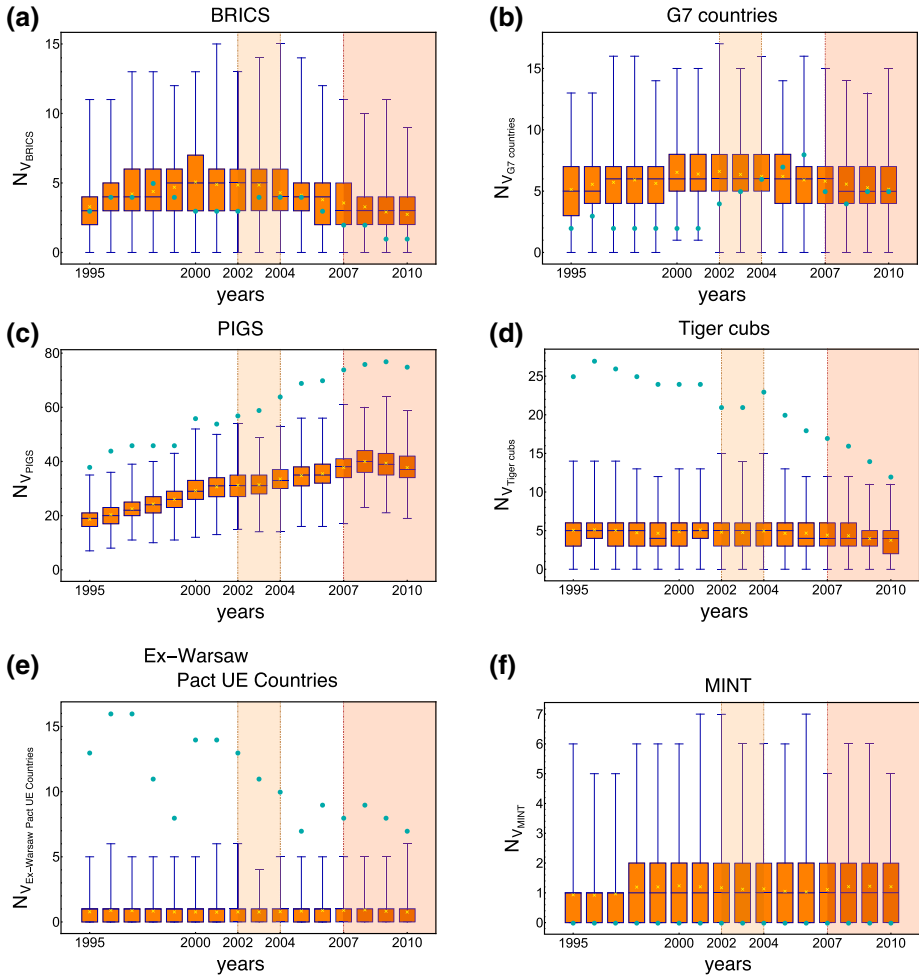 (a)
BRICS
15
10
5
0
N_V_BRICS
1995
2000
2002
2004
2007
2010
years
(b)
G7 countries
15
10
5
0
N_V_G7 countries
1995
2000
2002
2004
2007
2010
years
(c)
PIGS
80
60
40
20
0
N_V_PIGS
1995
2000
2002
2004
2007
2010
years
(d)
Tiger cubs
25
20
15
10
5
0
N_V_Tiger cubs
1995
2000
2002
2004
2007
2010
years
(e)
Ex−Warsaw
Pact UE Countries
15
10
5
0
N_V_Ex−Warsaw Pact UE Countries
1995
2000
2002
2004
2007
2010
years
(f)
MINT
7
6
5
4
3
2
1
0
N_V_MINT
1995
2000
2002
2004
2007
2010
years